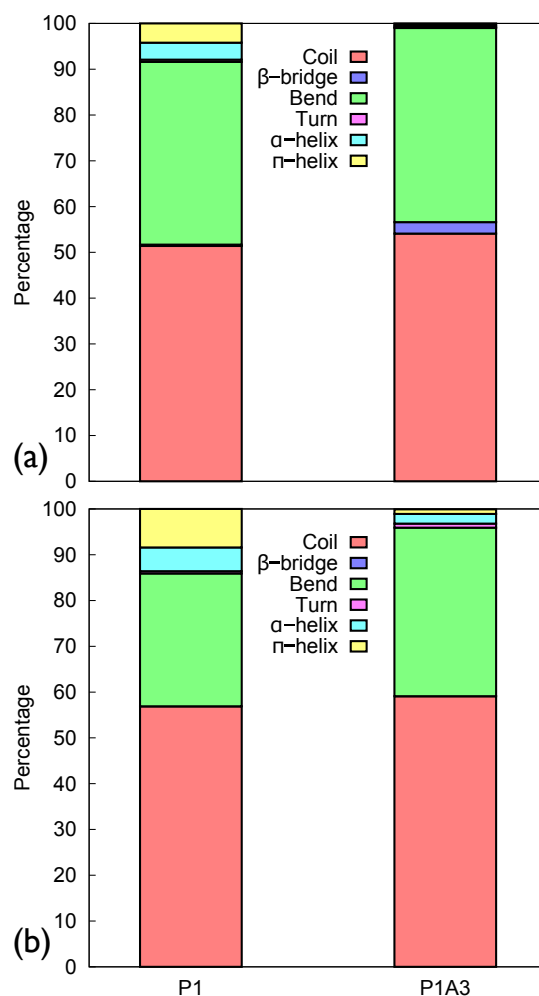 100
90
80
70
60
50
40
30
20
10
0
Percentage
(a)
Coil
β−bridge
Bend
Turn
α−helix
π−helix
100
90
80
70
60
50
40
30
20
10
0
Percentage
(b)
Coil
β−bridge
Bend
Turn
α−helix
π−helix
P1 P1A3